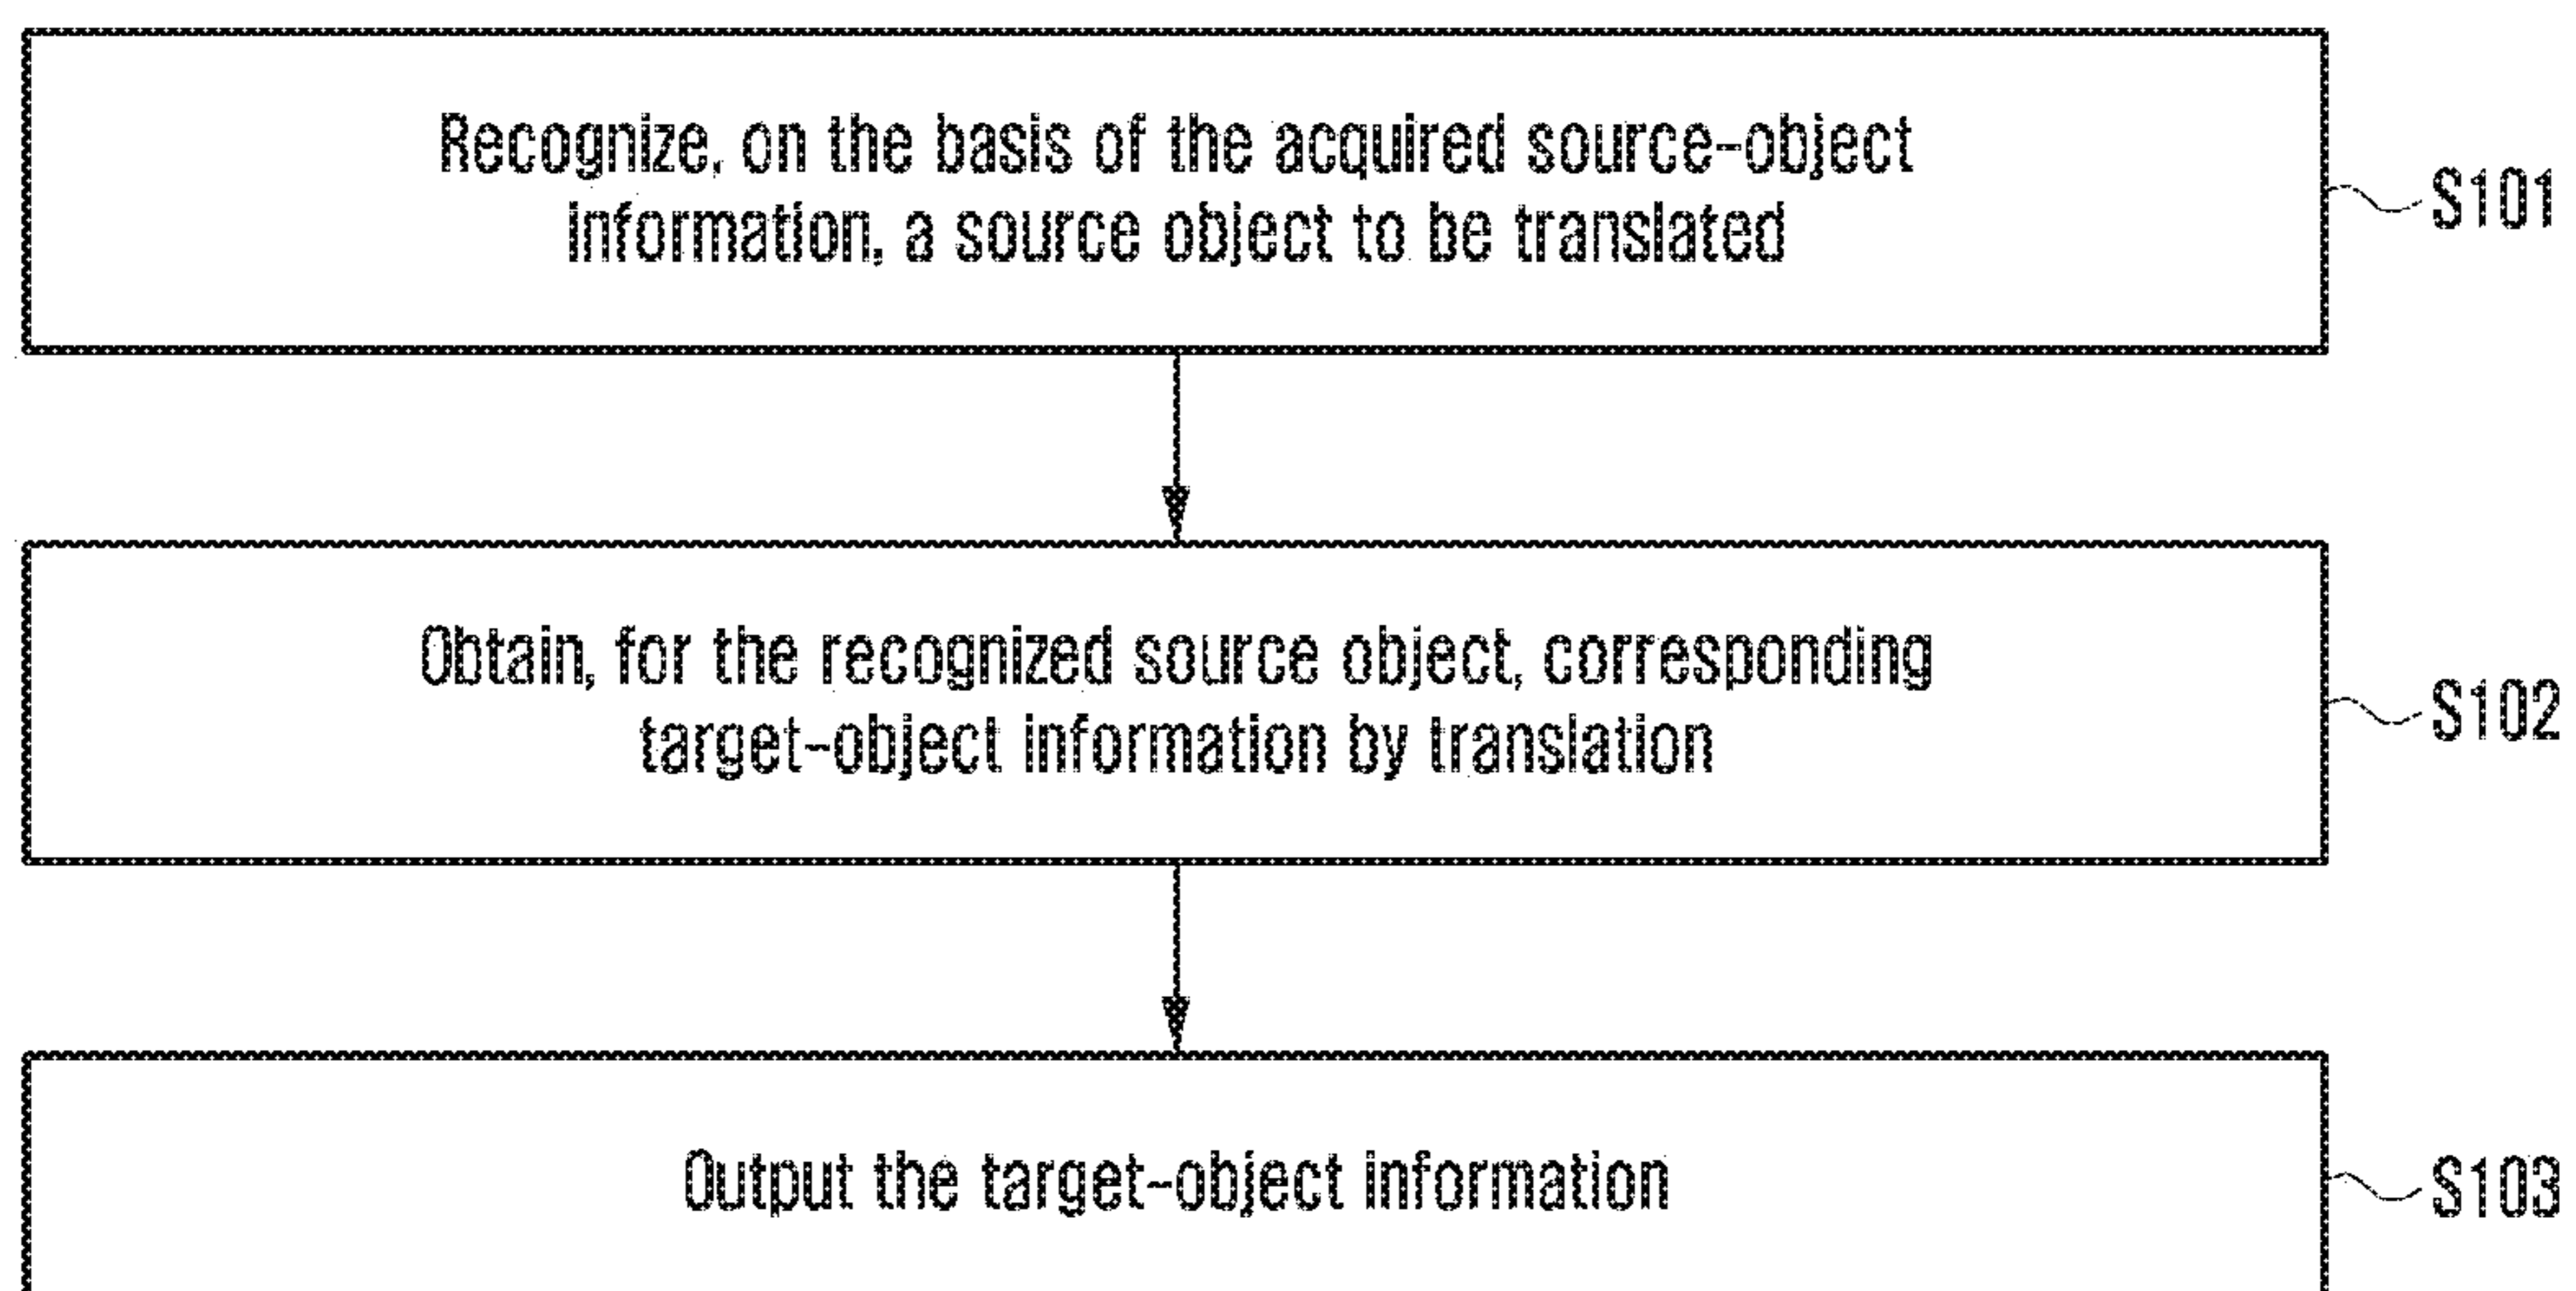 Recognize, on the basis of the acquired source-object
information, a source object to be translated
S101
Obtain, for the recognized source object, corresponding
target-object information by translation
S102
Output the target-object information
S103